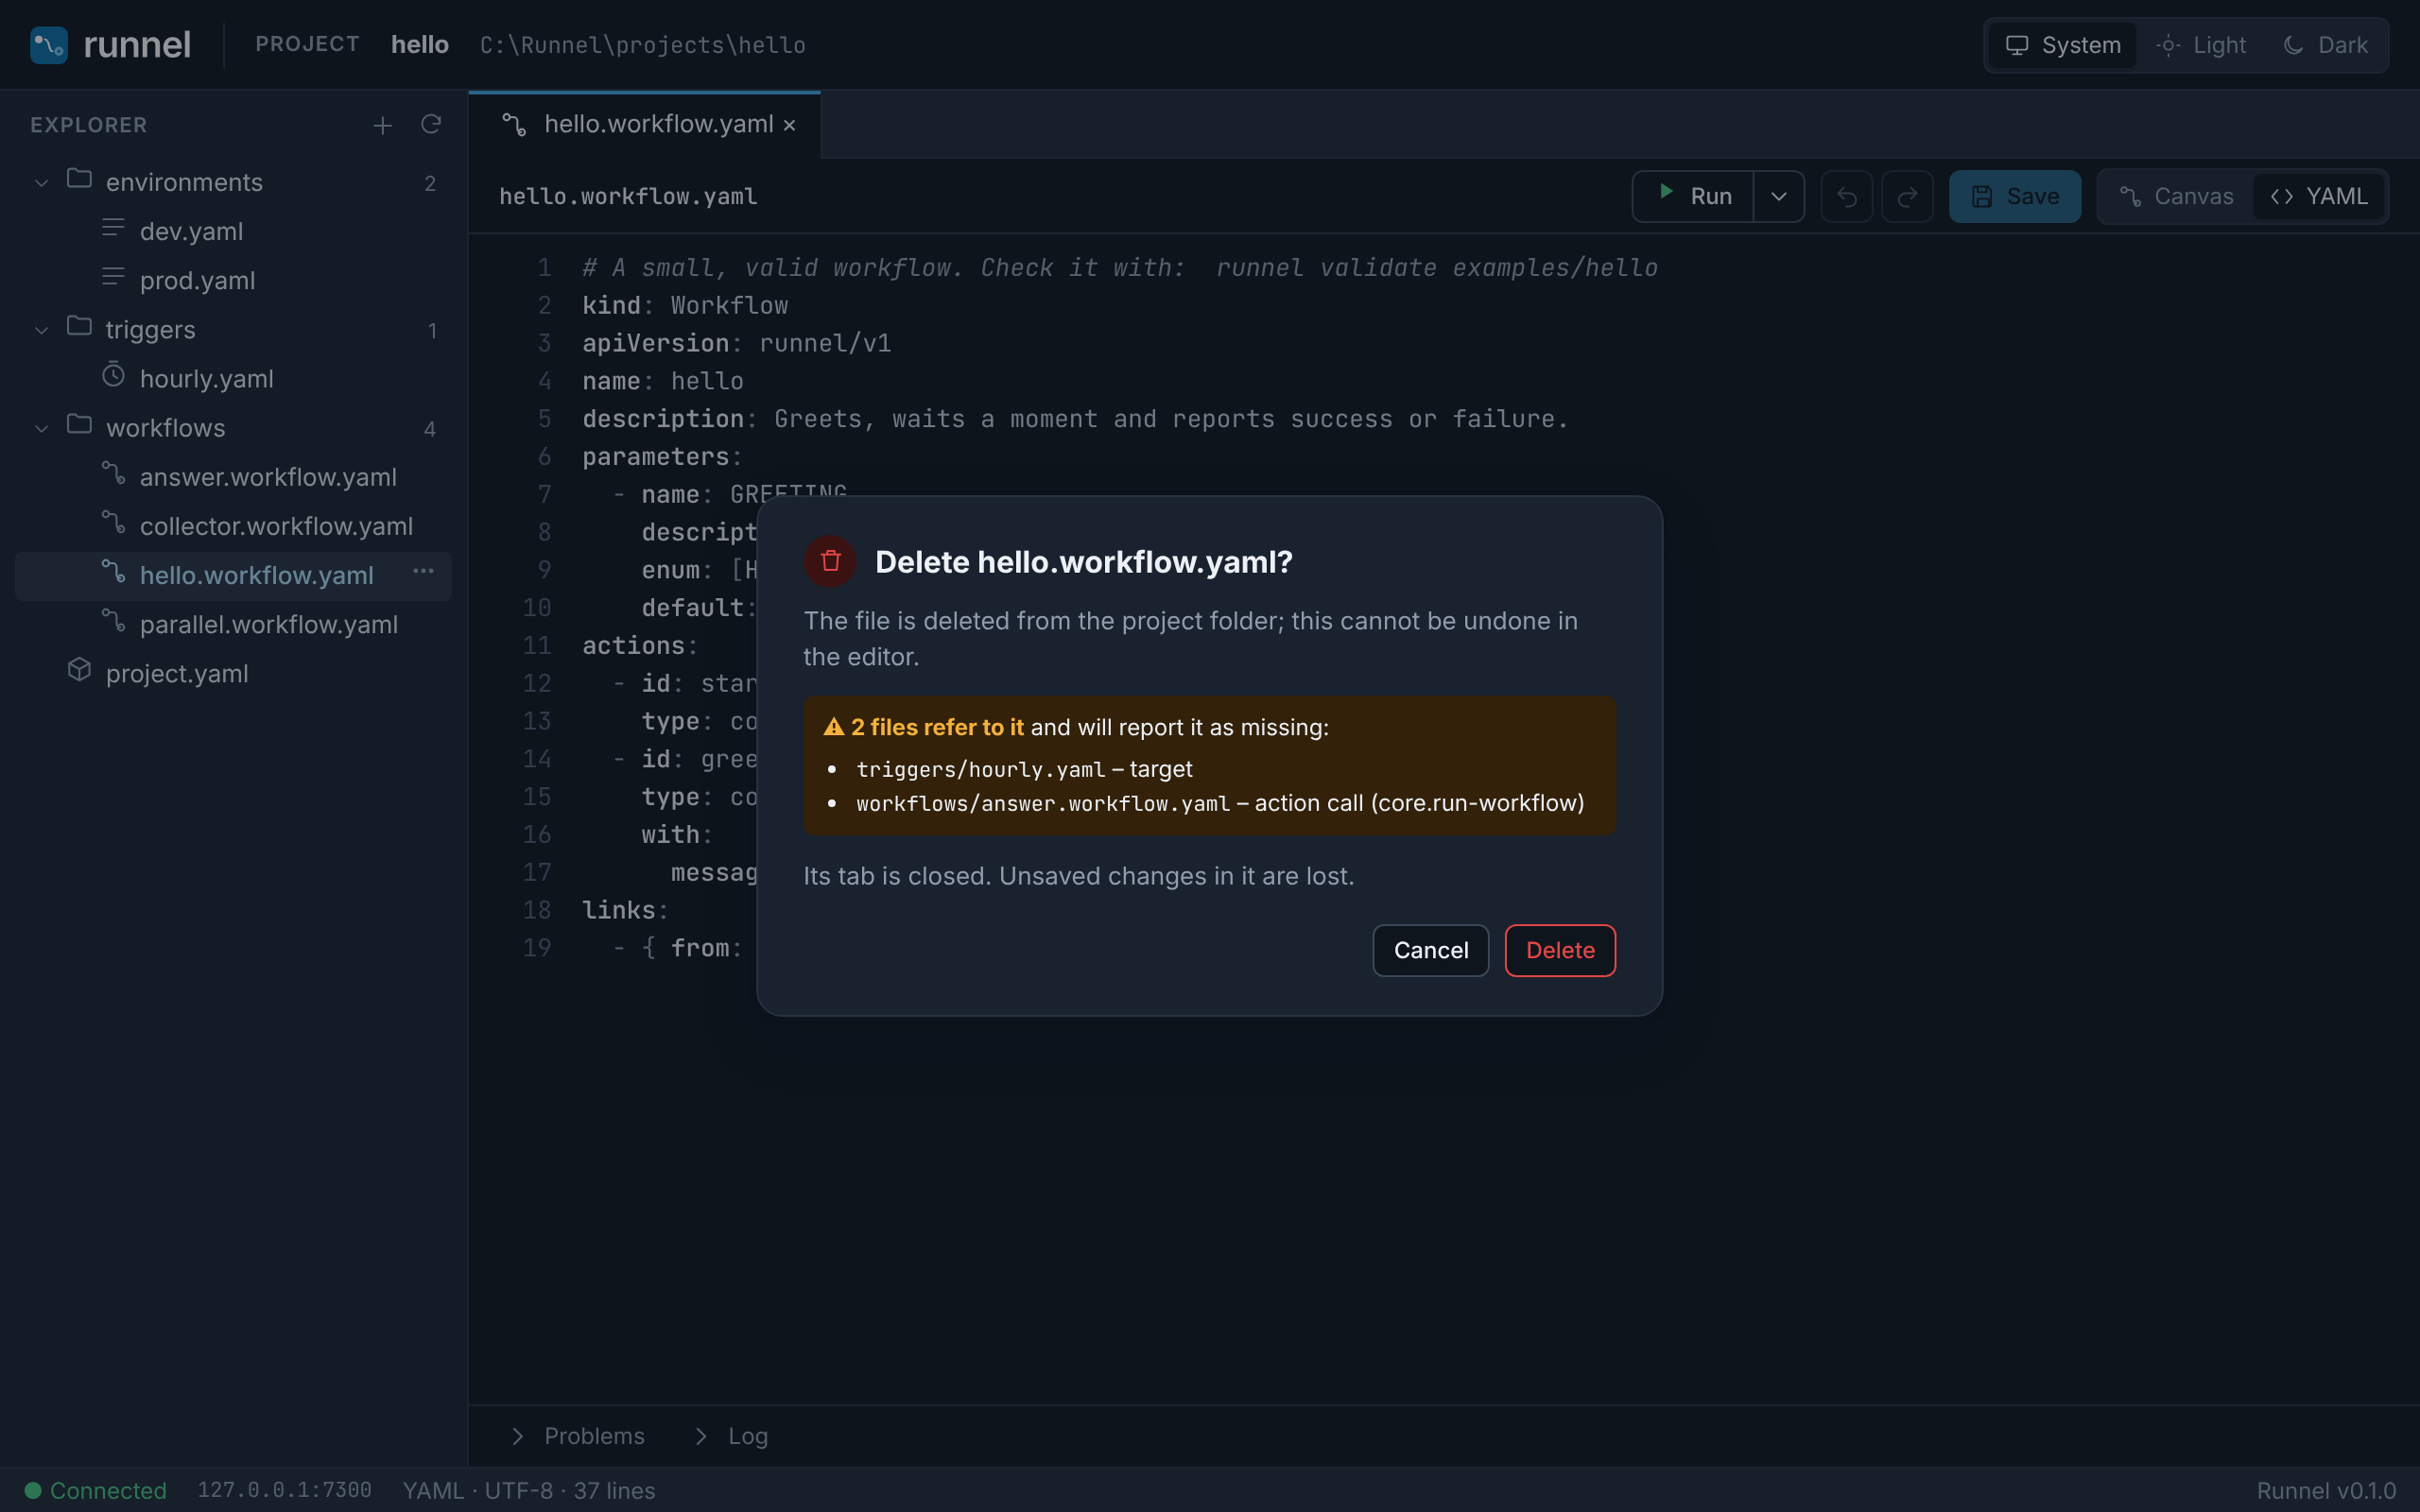 runnel PROJECT hello C:\Runnel\projects\hello System Light Dark
EXPLORER
environments 2
dev.yaml
prod.yaml
triggers 1
hourly.yaml
workflows 4
answer.workflow.yaml
collector.workflow.yaml
hello.workflow.yaml ···
parallel.workflow.yaml
project.yaml
hello.workflow.yaml ×
hello.workflow.yaml Run Save Canvas YAML
1 # A small, valid workflow. Check it with:  runnel validate examples/hello
2 kind: Workflow
3 apiVersion: runnel/v1
4 name: hello
5 description: Greets, waits a moment and reports success or failure.
6 parameters:
7   - name: GREETING
8     descript
9     enum: [H
10     default:
11 actions:
12   - id: star
13     type: co
14   - id: gree
15     type: co
16     with:
17       messag
18 links:
19   - { from:
Delete hello.workflow.yaml?
The file is deleted from the project folder; this cannot be undone in
the editor.
2 files refer to it and will report it as missing:
• triggers/hourly.yaml – target
• workflows/answer.workflow.yaml – action call (core.run-workflow)
Its tab is closed. Unsaved changes in it are lost.
Cancel Delete
Problems Log
Connected 127.0.0.1:7300 YAML · UTF-8 · 37 lines Runnel v0.1.0